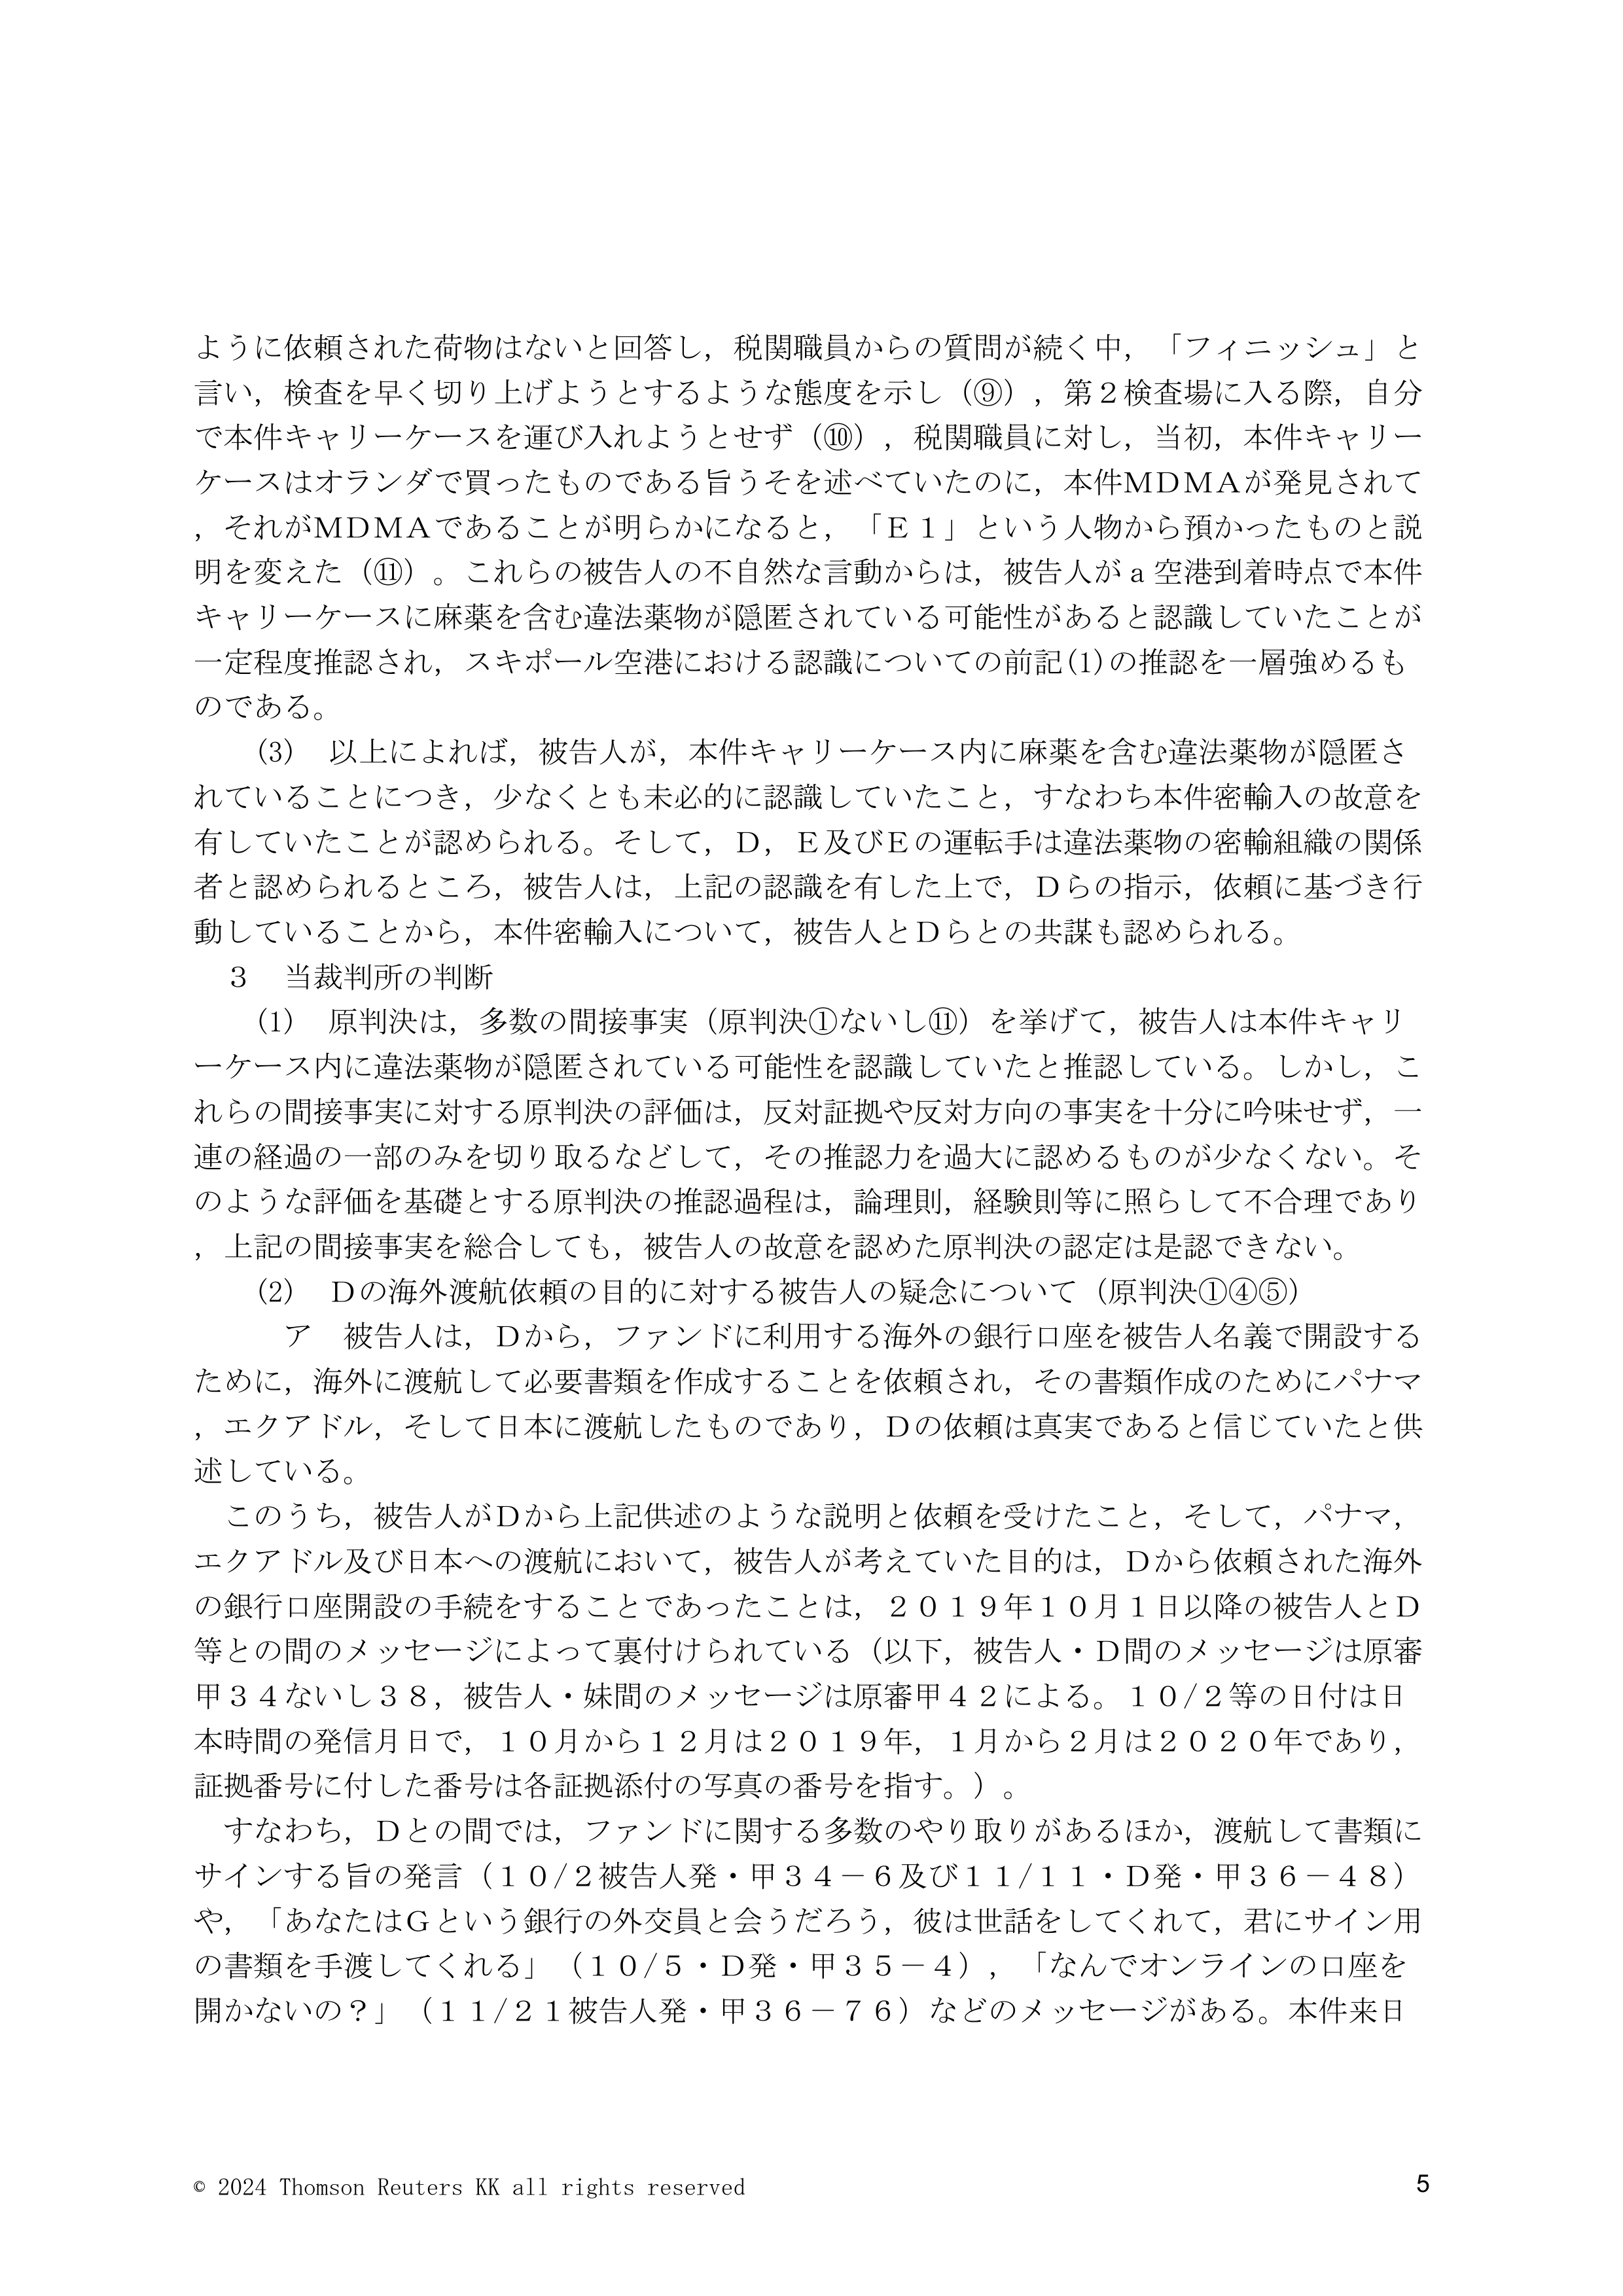 ように依頼された荷物はないと回答し，税関職員からの質問が続く中，「フィニッシュ」と
言い，検査を早く切り上げようとするような態度を示し（⑨），第２検査場に入る際，自分
で本件キャリーケースを運び入れようとせず（⑩），税関職員に対し，当初，本件キャリー
ケースはオランダで買ったものである旨うそを述べていたのに，本件ＭＤＭＡが発見されて
，それがＭＤＭＡであることが明らかになると，「Ｅ１」という人物から預かったものと説
明を変えた（⑪）。これらの被告人の不自然な言動からは，被告人がａ空港到着時点で本件
キャリーケースに麻薬を含む違法薬物が隠匿されている可能性があると認識していたことが
一定程度推認され，スキポール空港における認識についての前記(1)の推認を一層強めるも
のである。
(3)　以上によれば，被告人が，本件キャリーケース内に麻薬を含む違法薬物が隠匿さ
れていることにつき，少なくとも未必的に認識していたこと，すなわち本件密輸入の故意を
有していたことが認められる。そして，Ｄ，Ｅ及びＥの運転手は違法薬物の密輸組織の関係
者と認められるところ，被告人は，上記の認識を有した上で，Ｄらの指示，依頼に基づき行
動していることから，本件密輸入について，被告人とＤらとの共謀も認められる。
３　当裁判所の判断
(1)　原判決は，多数の間接事実（原判決①ないし⑪）を挙げて，被告人は本件キャリ
ーケース内に違法薬物が隠匿されている可能性を認識していたと推認している。しかし，こ
れらの間接事実に対する原判決の評価は，反対証拠や反対方向の事実を十分に吟味せず，一
連の経過の一部のみを切り取るなどして，その推認力を過大に認めるものが少なくない。そ
のような評価を基礎とする原判決の推認過程は，論理則，経験則等に照らして不合理であり
，上記の間接事実を総合しても，被告人の故意を認めた原判決の認定は是認できない。
(2)　Ｄの海外渡航依頼の目的に対する被告人の疑念について（原判決①④⑤）
ア　被告人は，Ｄから，ファンドに利用する海外の銀行口座を被告人名義で開設する
ために，海外に渡航して必要書類を作成することを依頼され，その書類作成のためにパナマ
，エクアドル，そして日本に渡航したものであり，Ｄの依頼は真実であると信じていたと供
述している。
このうち，被告人がＤから上記供述のような説明と依頼を受けたこと，そして，パナマ，
エクアドル及び日本への渡航において，被告人が考えていた目的は，Ｄから依頼された海外
の銀行口座開設の手続をすることであったことは，２０１９年１０月１日以降の被告人とＤ
等との間のメッセージによって裏付けられている（以下，被告人・Ｄ間のメッセージは原審
甲３４ないし３８，被告人・妹間のメッセージは原審甲４２による。１０/２等の日付は日
本時間の発信月日で，１０月から１２月は２０１９年，１月から２月は２０２０年であり，
証拠番号に付した番号は各証拠添付の写真の番号を指す。）。
すなわち，Ｄとの間では，ファンドに関する多数のやり取りがあるほか，渡航して書類に
サインする旨の発言（１０/２被告人発・甲３４－６及び１１/１１・Ｄ発・甲３６－４８）
や，「あなたはＧという銀行の外交員と会うだろう，彼は世話をしてくれて，君にサイン用
の書類を手渡してくれる」（１０/５・Ｄ発・甲３５－４），「なんでオンラインの口座を
開かないの？」（１１/２１被告人発・甲３６－７６）などのメッセージがある。本件来日
© 2024 Thomson Reuters KK all rights reserved
5